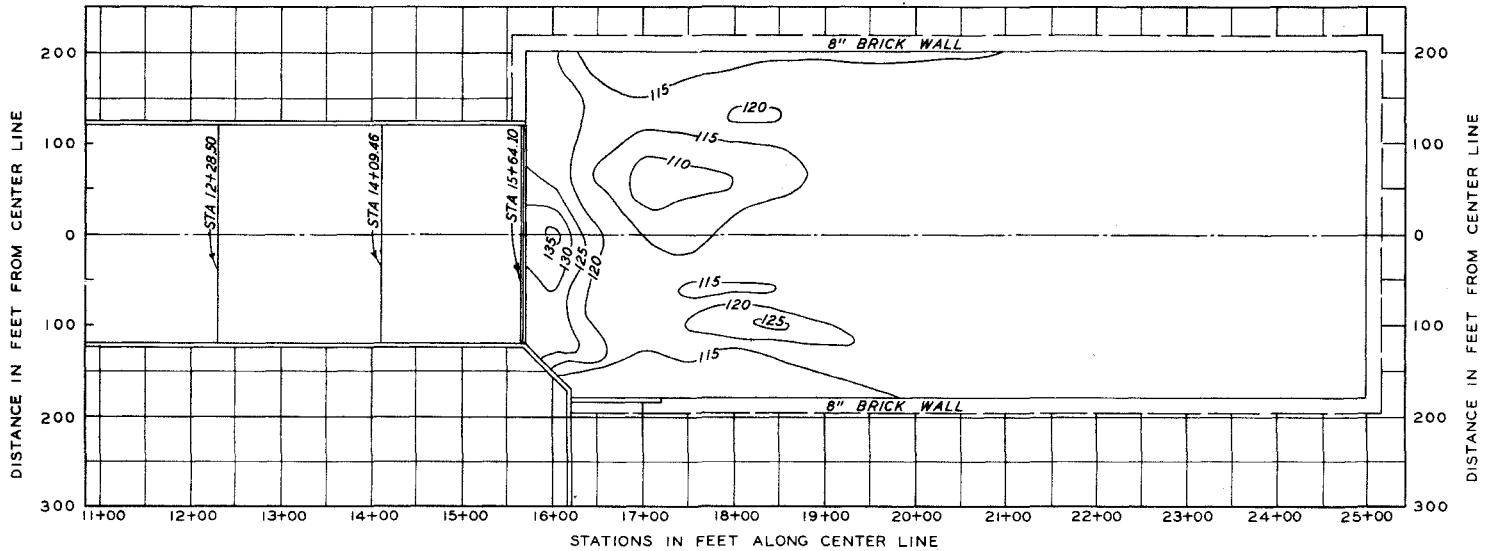 8" BRICK WALL
200
200
115
120
100
115
100
110
STA 12+28.50
STA 14+09.46
STA 15+64.10
0
135
130
125
120
0
115
120
125
100
100
115
8" BRICK WALL
200
200
300
300
11+00 12+00 13+00 14+00 15+00 16+00 17+00 18+00 19+00 20+00 21+00 22+00 23+00 24+00 25+00
STATIONS IN FEET ALONG CENTER LINE
DISTANCE IN FEET FROM CENTER LINE
DISTANCE IN FEET FROM CENTER LINE